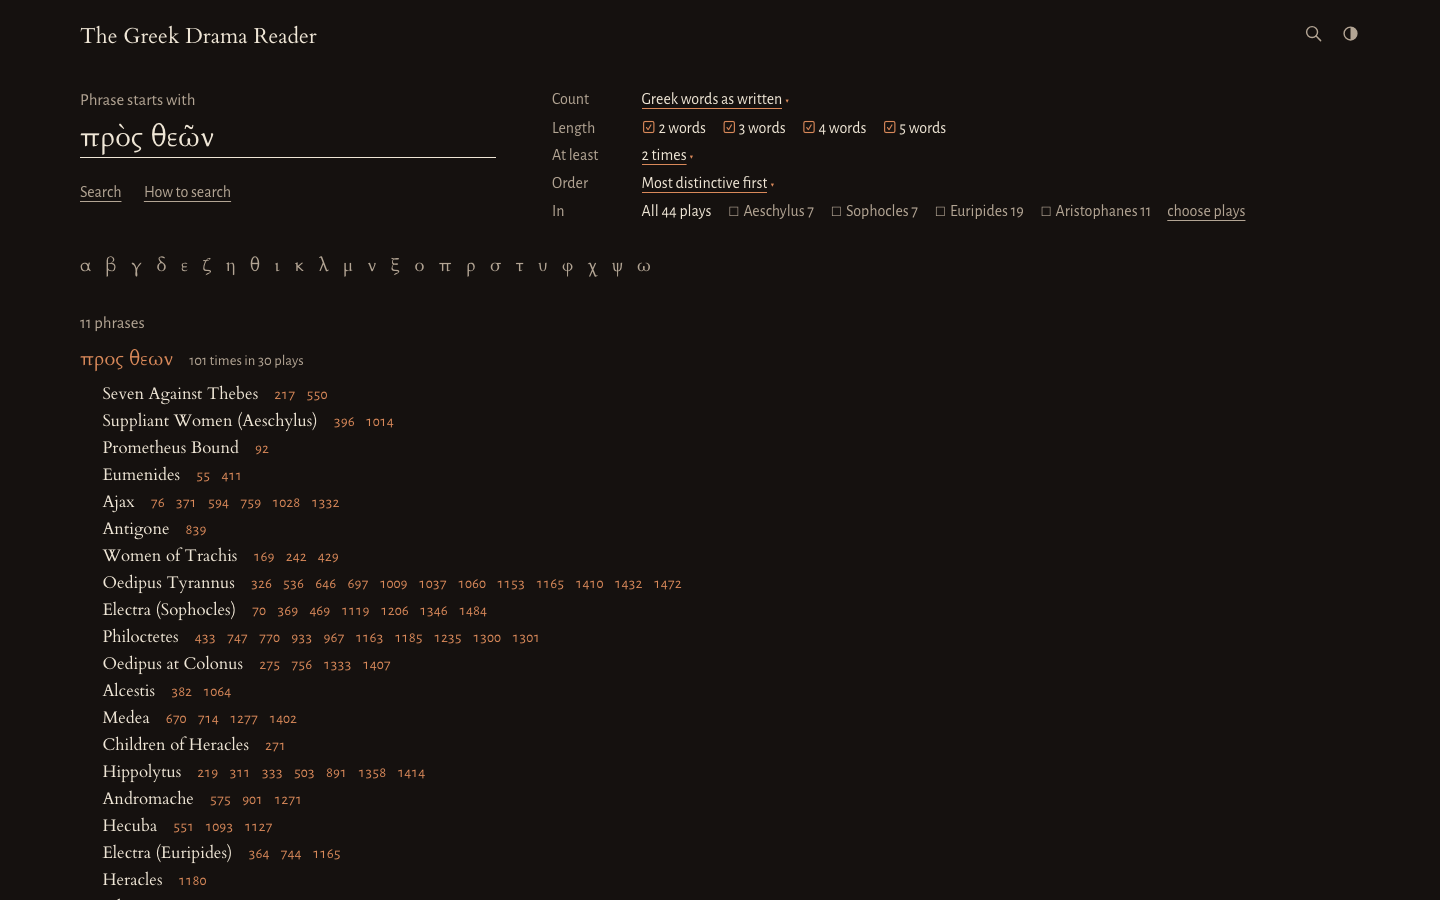 The Greek Drama Reader
Phrase starts with
πρὸς θεῶν
Search How to search
Count Greek words as written
Length 2 words 3 words 4 words 5 words
At least 2 times
Order Most distinctive first
In All 44 plays Aeschylus 7 Sophocles 7 Euripides 19 Aristophanes 11 choose plays
α β γ δ ε ζ η θ ι κ λ μ ν ξ ο π ρ σ τ υ φ χ ψ ω
11 phrases
προς θεων 101 times in 30 plays
Seven Against Thebes 217 550
Suppliant Women (Aeschylus) 396 1014
Prometheus Bound 92
Eumenides 55 411
Ajax 76 371 594 759 1028 1332
Antigone 839
Women of Trachis 169 242 429
Oedipus Tyrannus 326 536 646 697 1009 1037 1060 1153 1165 1410 1432 1472
Electra (Sophocles) 70 369 469 1119 1206 1346 1484
Philoctetes 433 747 770 933 967 1163 1185 1235 1300 1301
Oedipus at Colonus 275 756 1333 1407
Alcestis 382 1064
Medea 670 714 1277 1402
Children of Heracles 271
Hippolytus 219 311 333 503 891 1358 1414
Andromache 575 901 1271
Hecuba 551 1093 1127
Electra (Euripides) 364 744 1165
Heracles 1180